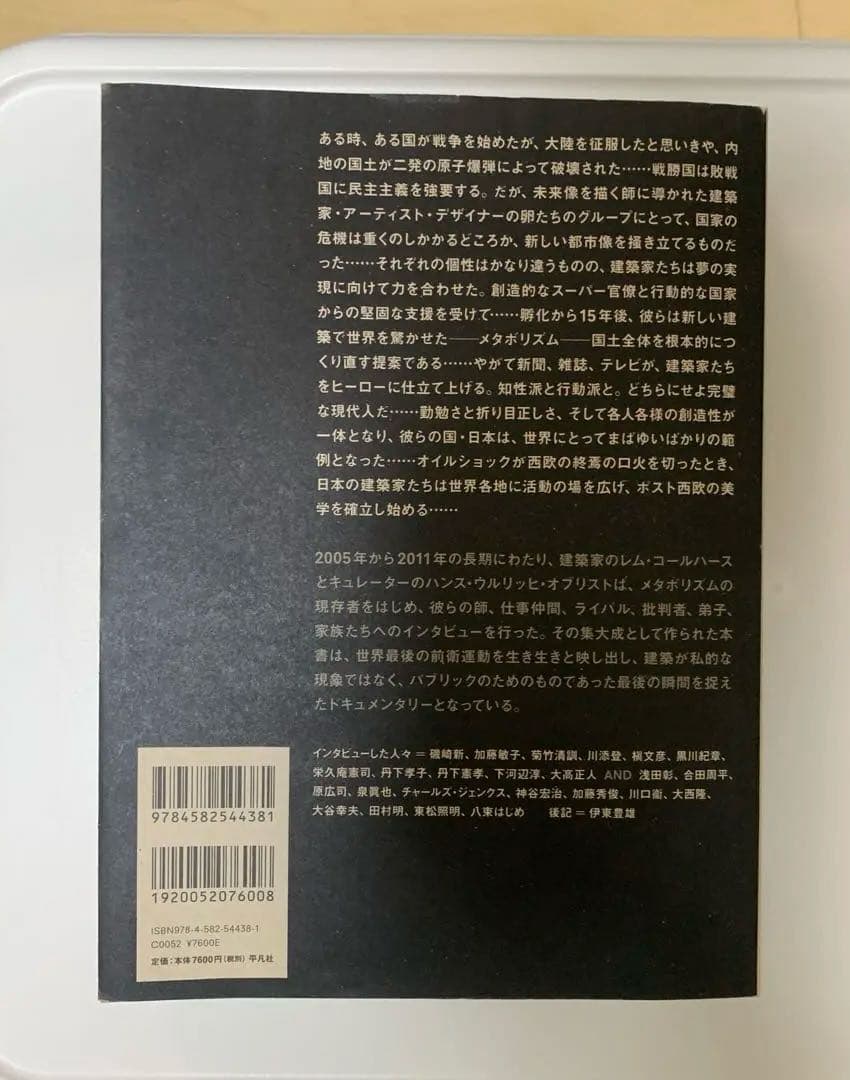 ある時、ある国が戦争を始めたが、大陸を征服したと思いきや、内
地の国土が二発の原子爆弾によって破壊された……戦勝国は敗戦
国に民主主義を強要する。だが、未来像を描く師に導かれた建築
家・アーティスト・デザイナーの卵たちのグループにとって、国家の
危機は重くのしかかるどころか、新しい都市像を掻き立てるものだ
った……それぞれの個性はかなり違うものの、建築家たちは夢の実
現に向けて力を合わせた。創造的なスーパー官僚と行動的な国家
からの堅固な支援を受けて……孵化から15年後、彼らは新しい建
築で世界を驚かせた——メタボリズム——国土全体を根本的につ
くり直す提案である……やがて新聞、雑誌、テレビが、建築家たち
をヒーローに仕立て上げる。知性派と行動派と。どちらにせよ完璧
な現代人だ……勤勉さと折り目正しさ、そして各人各様の創造性が
一体となり、彼らの国・日本は、世界にとってまばゆいばかりの範
例となった……オイルショックが西欧の終焉の口火を切ったとき、
日本の建築家たちは世界各地に活動の場を広げ、ポスト西欧の美
学を確立し始める……
2005年から2011年の長期にわたり、建築家のレム・コールハース
とキュレーターのハンス・ウルリッヒ・オブリストは、メタボリズムの
現存者をはじめ、彼らの師、仕事仲間、ライバル、批判者、弟子、
家族たちへのインタビューを行った。その集大成として作られた本
書は、世界最後の前衛運動を生き生きと映し出し、建築が私的な
現象ではなく、パブリックのためのものであった最後の瞬間を捉え
たドキュメンタリーとなっている。
インタビューした人々＝磯崎新、加藤敏子、菊竹清訓、川添登、槇文彦、黒川紀章、
栄久庵憲司、丹下孝子、丹下憲孝、下河辺淳、大髙正人 AND 浅田彰、合田周平、
原広司、泉眞也、チャールズ・ジェンクス、神谷宏治、加藤秀俊、川口衞、大西隆、
大谷幸夫、田村明、東松照明、八束はじめ 後記＝伊東豊雄
9784582544381
1920052076008
ISBN978-4-582-54438-1
C0052 ¥7600E
定価：本体7600円（税別） 平凡社